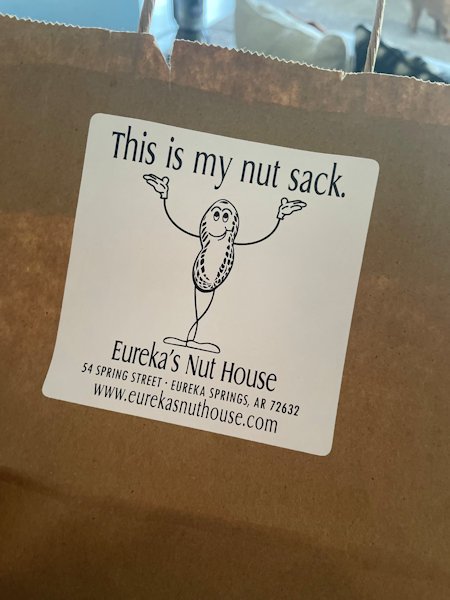 This is my nut sack.
Eureka's Nut House
54 SPRING STREET · EUREKA SPRINGS, AR 72632
www.eurekasnuthouse.com